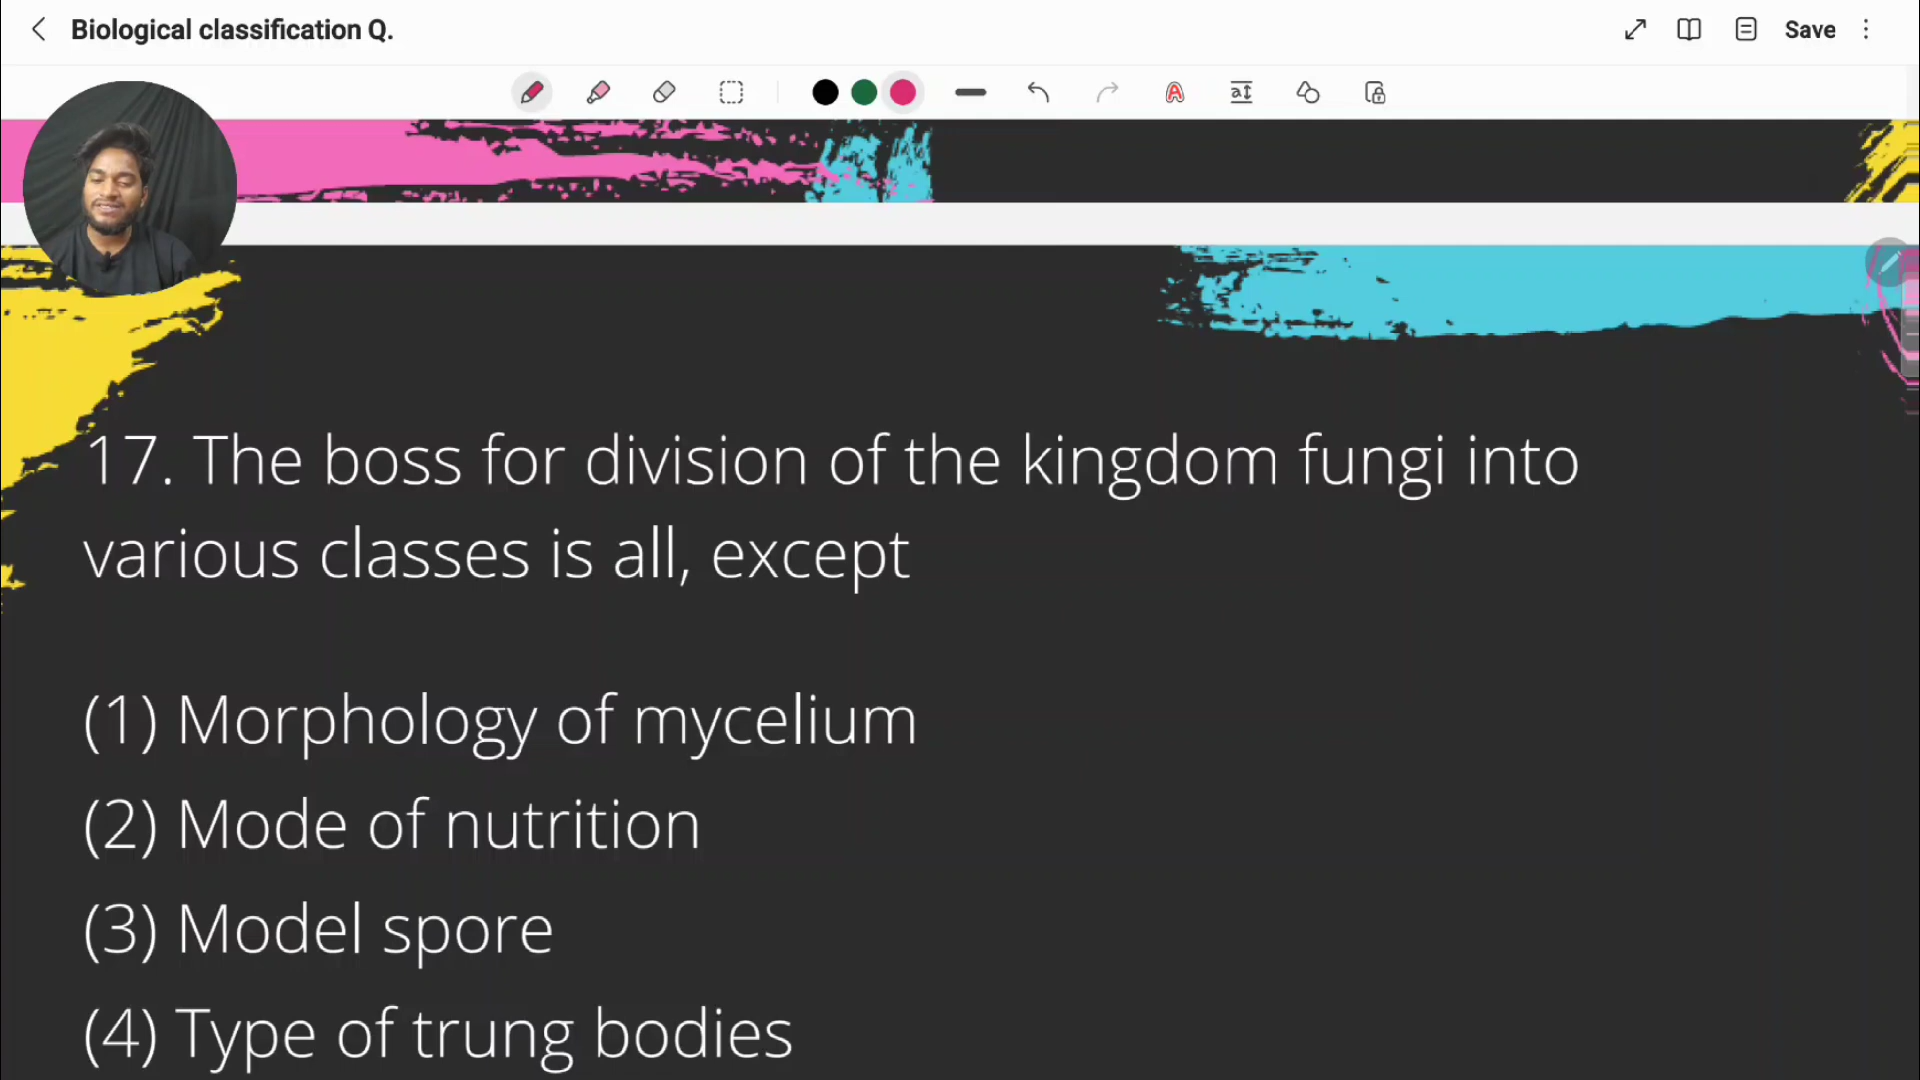 Biological classification Q.
Save
17. The boss for division of the kingdom fungi into
various classes is all, except
(1) Morphology of mycelium
(2) Mode of nutrition
(3) Model spore
(4) Type of trung bodies